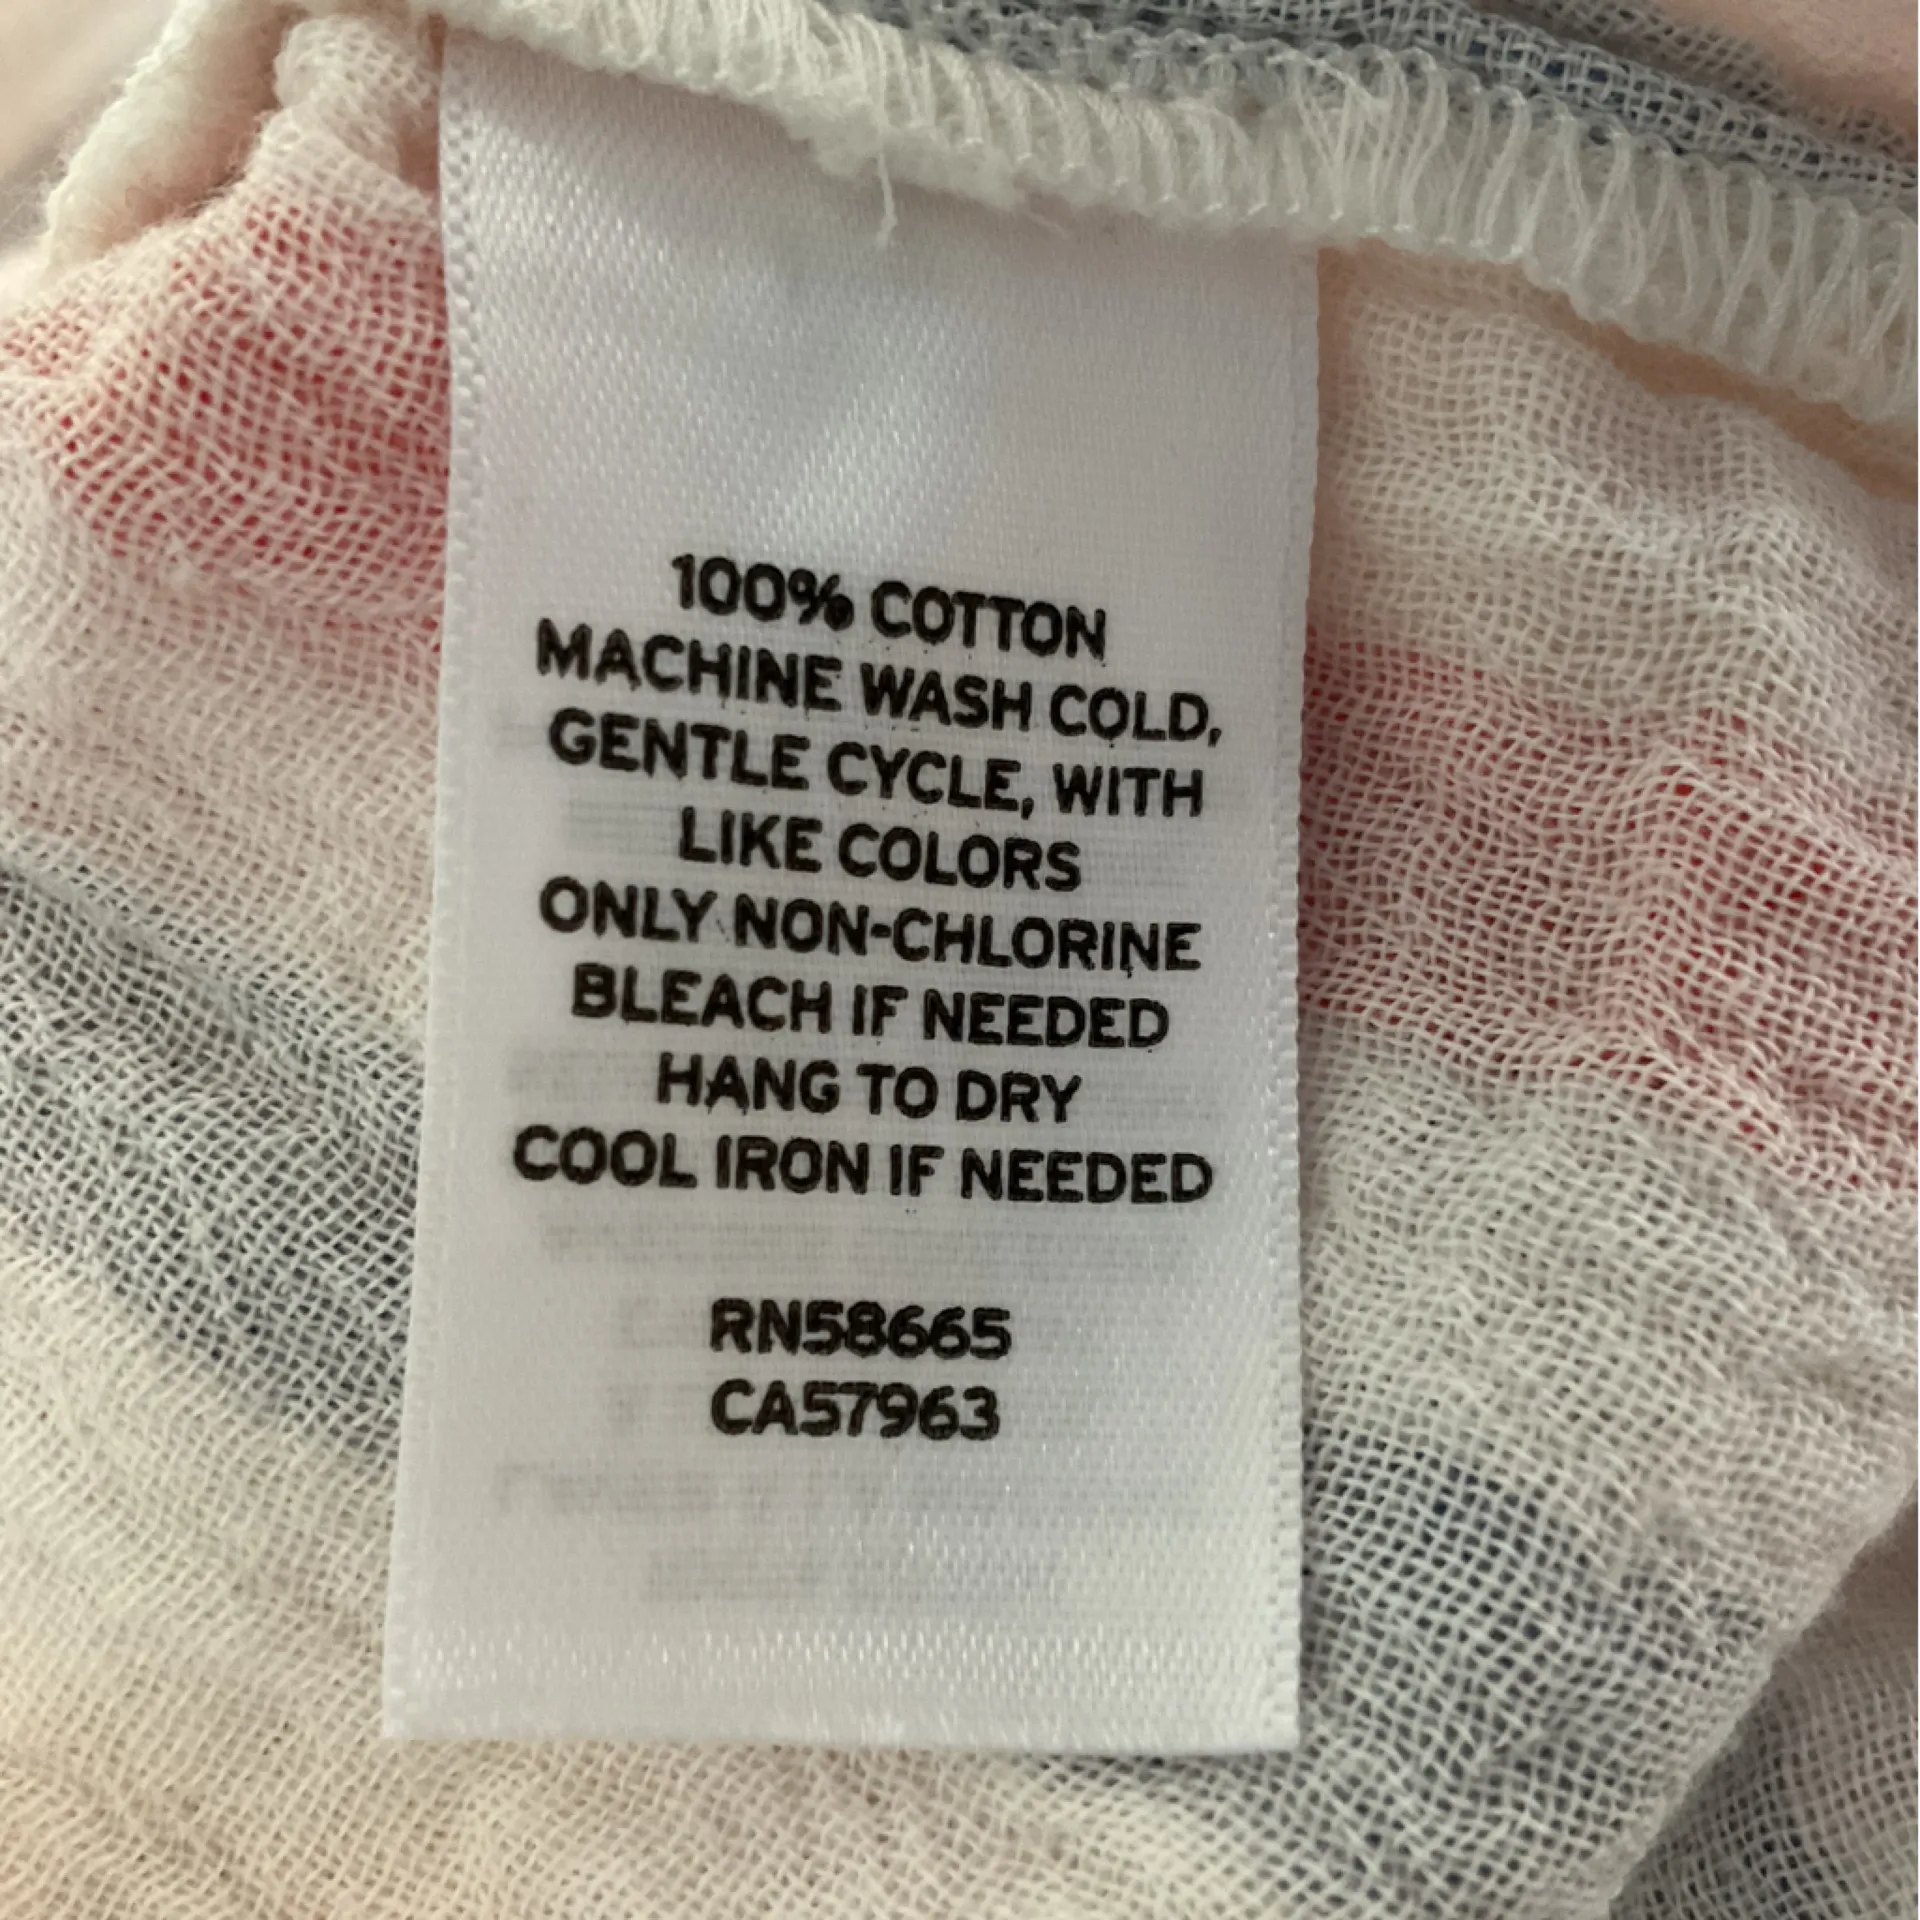 100% COTTON
MACHINE WASH COLD,
GENTLE CYCLE, WITH
LIKE COLORS
ONLY NON-CHLORINE
BLEACH IF NEEDED
HANG TO DRY
COOL IRON IF NEEDED
RN58665
CA57963